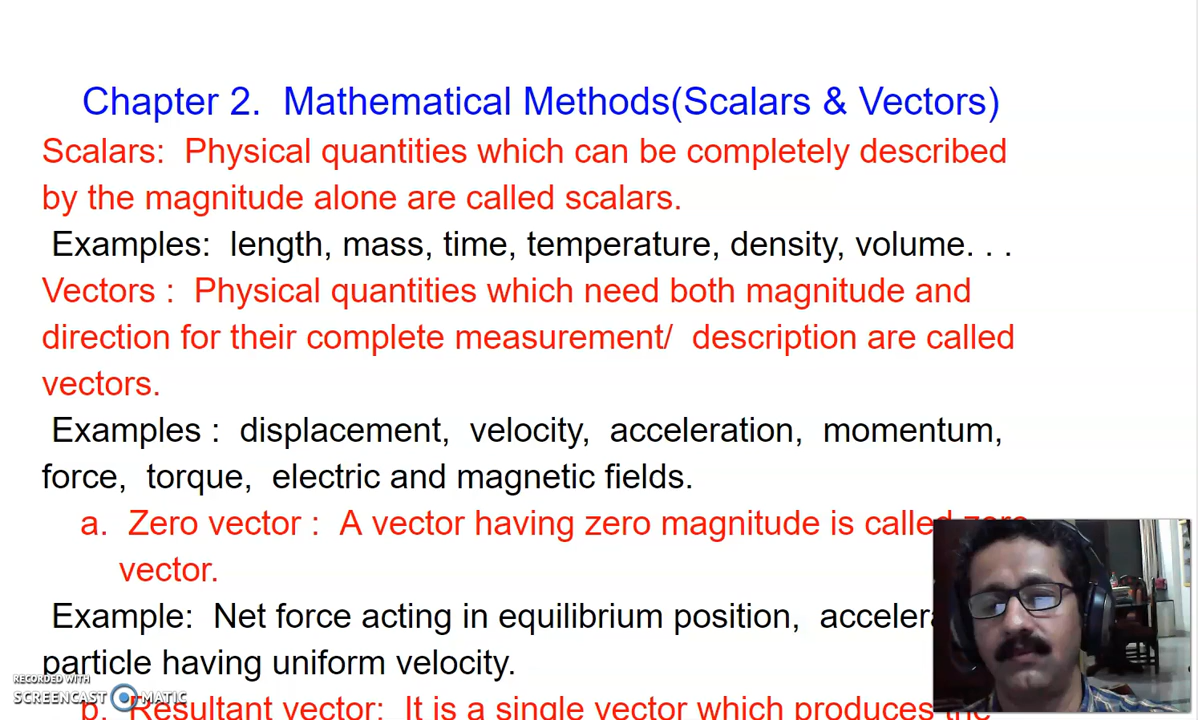 Chapter 2. Mathematical Methods(Scalars & Vectors)
Scalars: Physical quantities which can be completely described
by the magnitude alone are called scalars.
Examples: length, mass, time, temperature, density, volume. . .
Vectors : Physical quantities which need both magnitude and
direction for their complete measurement/ description are called
vectors.
Examples : displacement, velocity, acceleration, momentum,
force, torque, electric and magnetic fields.
a. Zero vector : A vector having zero magnitude is called zero
vector.
Example: Net force acting in equilibrium position,
particle having uniform velocity.
RECORDED WITH
SCREENCAST MATIC
b. Resultant vector: It is a single vector which produces the